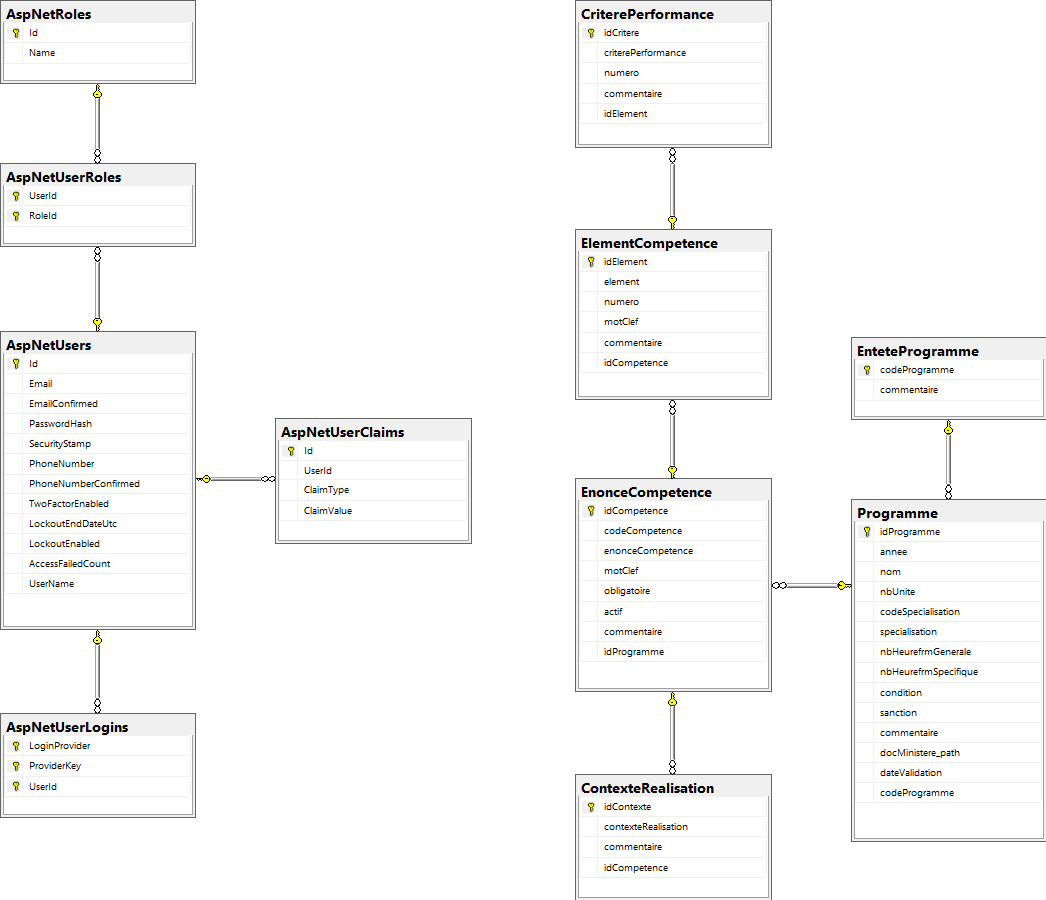 AspNetRoles
Id
Name
AspNetUserRoles
UserId
RoleId
AspNetUsers
Id
Email
EmailConfirmed
PasswordHash
SecurityStamp
PhoneNumber
PhoneNumberConfirmed
TwoFactorEnabled
LockoutEndDateUtc
LockoutEnabled
AccessFailedCount
UserName
AspNetUserLogins
LoginProvider
ProviderKey
UserId
AspNetUserClaims
Id
UserId
ClaimType
ClaimValue
CriterePerformance
idCritere
criterePerformance
numero
commentaire
idElement
ElementCompetence
idElement
element
numero
motClef
commentaire
idCompetence
EnonceCompetence
idCompetence
codeCompetence
enonceCompetence
motClef
obligatoire
actif
commentaire
idProgramme
ContexteRealisation
idContexte
contexteRealisation
commentaire
idCompetence
EnteteProgramme
codeProgramme
commentaire
Programme
idProgramme
annee
nom
nbUnite
codeSpecialisation
specialisation
nbHeurefrmGenerale
nbHeurefrmSpecifique
condition
sanction
commentaire
docMinistere_path
dateValidation
codeProgramme